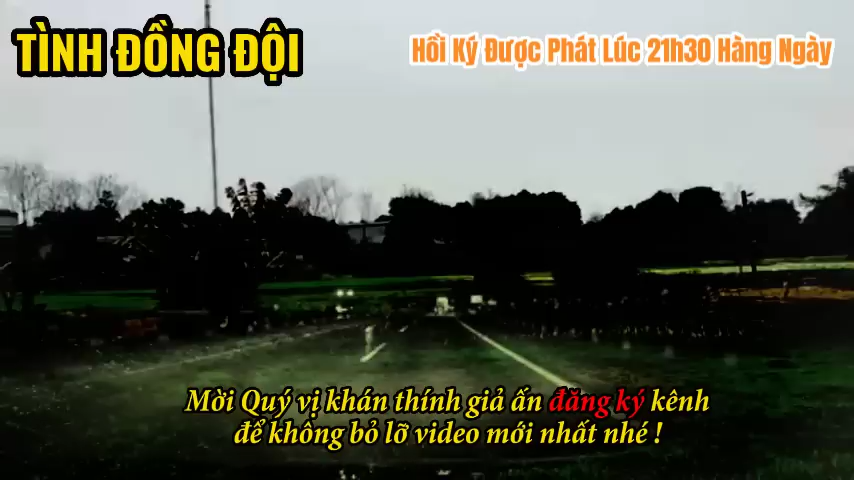 TÌNH ĐỒNG ĐỘI
Hồi Ký Được Phát Lúc 21h30 Hàng Ngày
Mời Quý vị khán thính giả ấn đăng ký kênh
để không bỏ lỡ video mới nhất nhé !